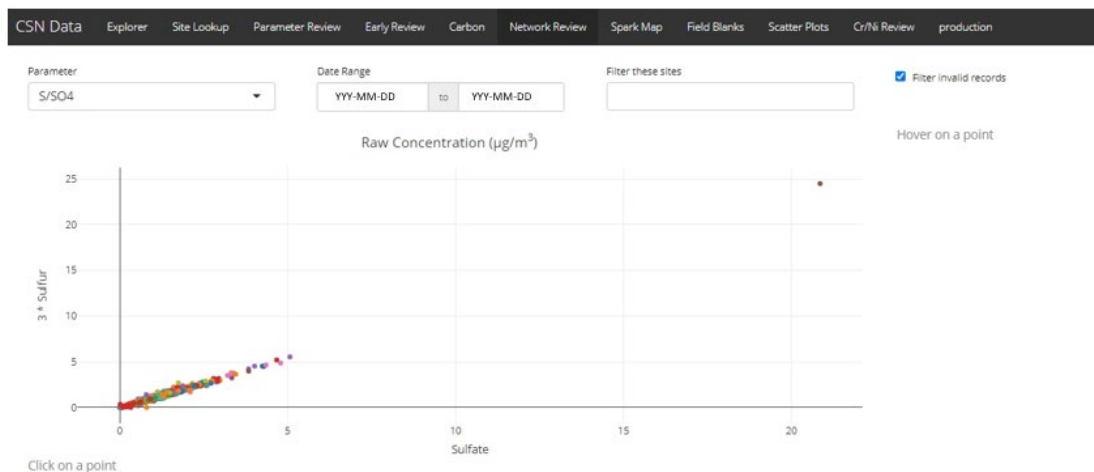 CSN Data Explorer Site Lookup Parameter Review Early Review Carbon Network Review Spark Map Field Blanks Scatter Plots Cr/Ni Review production
Parameter Date Range Filter these sites
S/SO4 YYY-MM-DD to YYY-MM-DD Filter invalid records
Raw Concentration (µg/m³)
Hover on a point
25
20
15
10
5
0
3 * Sulfur
0 5 10 15 20
Sulfate
Click on a point